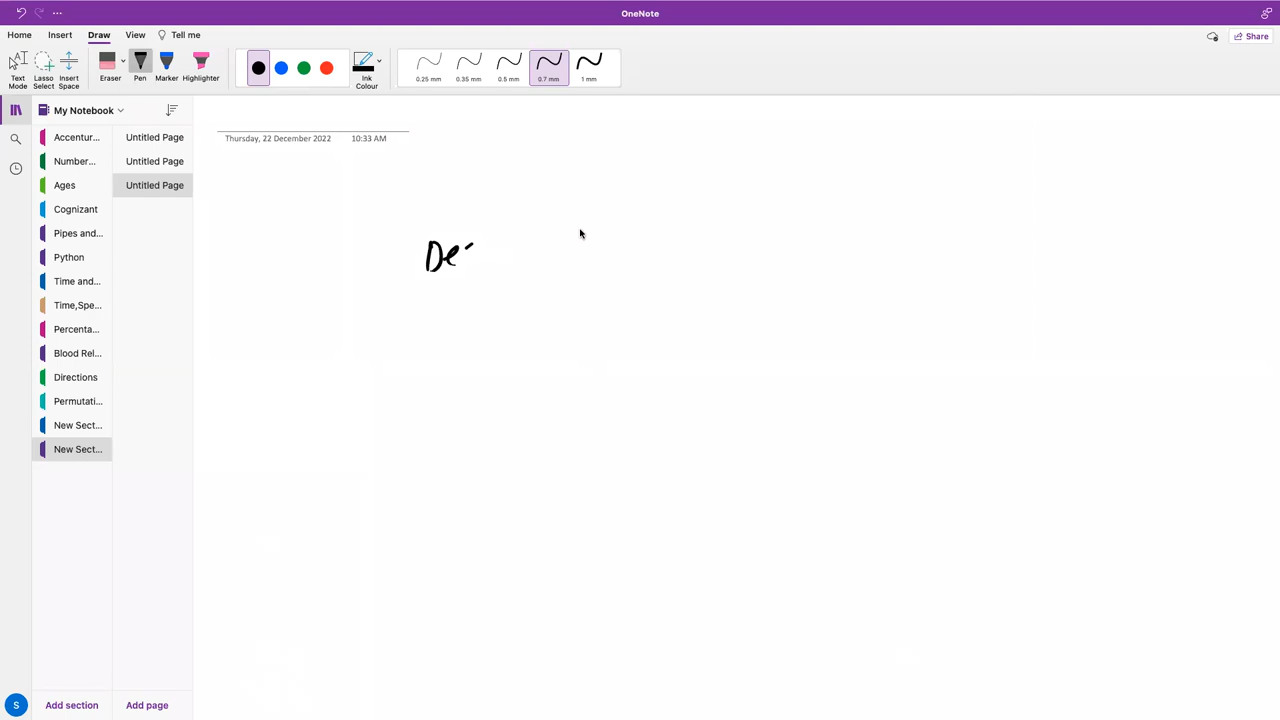 OneNote
Home Insert Draw View Tell me
Share
Text Mode
Lasso Select
Insert Space
Eraser
Pen
Marker
Highlighter
Ink Colour
0.25 mm
0.35 mm
0.5 mm
0.7 mm
1 mm
My Notebook
Accentur...
Number...
Ages
Cognizant
Pipes and...
Python
Time and...
Time,Spe...
Percenta...
Blood Rel...
Directions
Permutati...
New Sect...
New Sect...
Untitled Page
Untitled Page
Untitled Page
Thursday, 22 December 2022 10:33 AM
De
S
Add section
Add page